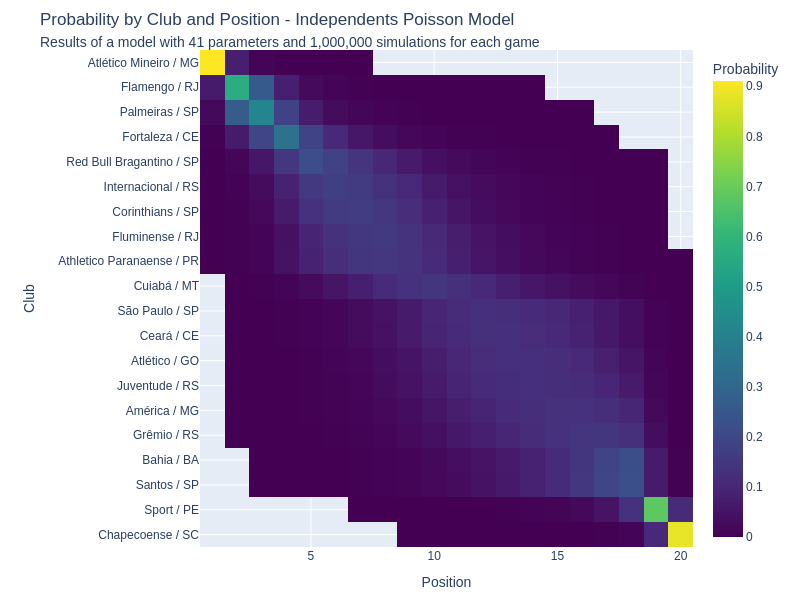 Probability by Club and Position - Independents Poisson Model
Results of a model with 41 parameters and 1,000,000 simulations for each game
Probability
Club
Atlético Mineiro / MG
Flamengo / RJ
Palmeiras / SP
Fortaleza / CE
Red Bull Bragantino / SP
Internacional / RS
Corinthians / SP
Fluminense / RJ
Athletico Paranaense / PR
Cuiabá / MT
São Paulo / SP
Ceará / CE
Atlético / GO
Juventude / RS
América / MG
Grêmio / RS
Bahia / BA
Santos / SP
Sport / PE
Chapecoense / SC
0.9
0.8
0.7
0.6
0.5
0.4
0.3
0.2
0.1
0
5 10 15 20
Position